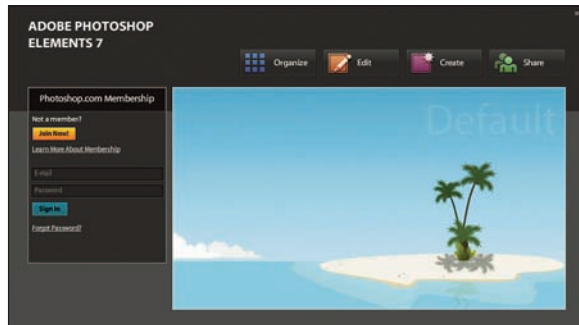 ADOBE PHOTOSHOP
ELEMENTS 7
Organize
Edit
Create
Share
Photoshop.com Membership
Not a member?
Join Now!
Learn More About Membership
E-mail
Password
Sign In
Forgot Password?
Default